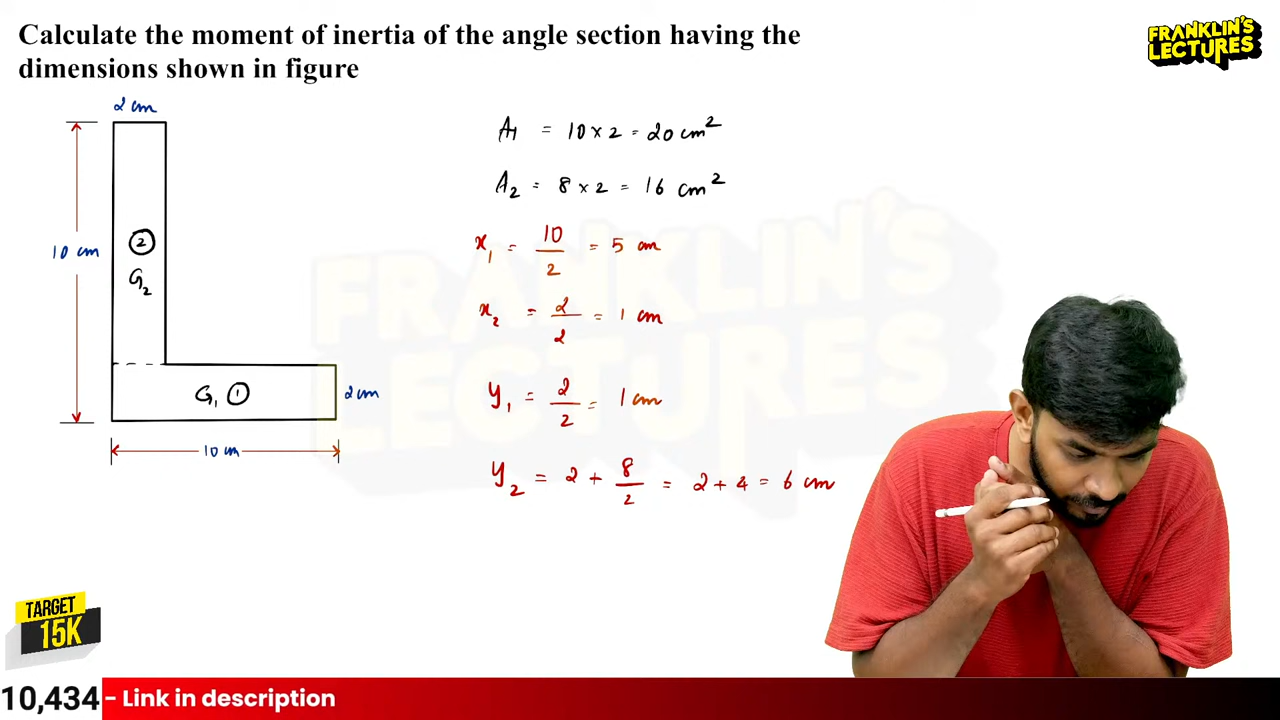 Calculate the moment of inertia of the angle section having the
dimensions shown in figure
FRANKLIN'S
LECTURES
2 cm
10 cm
2
G₂
G₁ 1
2 cm
10 cm
A₁ = 10 × 2 = 20 cm²
A₂ = 8 × 2 = 16 cm²
x₁ = 10/2 = 5 cm
x₂ = 2/2 = 1 cm
y₁ = 2/2 = 1 cm
y₂ = 2 + 8/2 = 2 + 4 = 6 cm
FRANKLIN'S
LECTURES
TARGET
15K
10,434 - Link in description